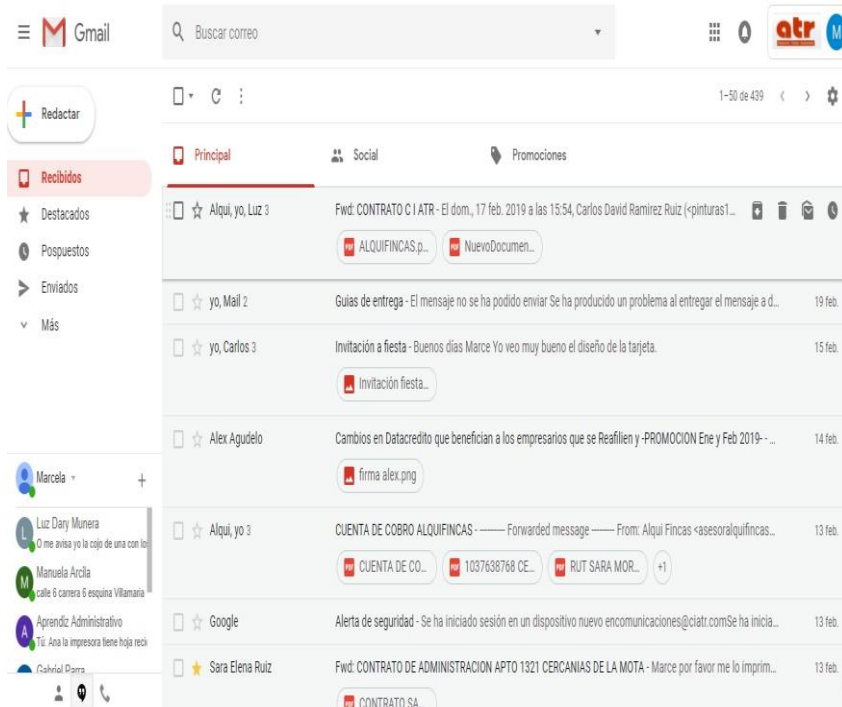 Gmail
Buscar correo
atr
M
Redactar
1–50 de 439
Principal
Social
Promociones
Recibidos
Destacados
Pospuestos
Enviados
Más
Alqui, yo, Luz 3
Fwd: CONTRATO C I ATR - El dom., 17 feb. 2019 a las 15:54, Carlos David Ramirez Ruiz (<pinturas1...
PDF ALQUIFINCAS.p...
PDF NuevoDocumen...
yo, Mail 2
Guias de entrega - El mensaje no se ha podido enviar Se ha producido un problema al entregar el mensaje a d...
19 feb.
yo, Carlos 3
Invitación a fiesta - Buenos días Marce Yo veo muy bueno el diseño de la tarjeta.
15 feb.
Invitación fiesta...
Alex Agudelo
Cambios en Datacredito que benefician a los empresarios que se Reafilien y -PROMOCION Ene y Feb 2019- - ...
14 feb.
firma alex.png
Alqui, yo 3
CUENTA DE COBRO ALQUIFINCAS - ---------- Forwarded message --------- From: Alqui Fincas <asesoralquifincas...
13 feb.
PDF CUENTA DE CO...
PDF 1037638768 CE...
PDF RUT SARA MOR...
+1
Google
Alerta de seguridad - Se ha iniciado sesión en un dispositivo nuevo encomunicaciones@ciatr.comSe ha inicia...
13 feb.
Sara Elena Ruiz
Fwd: CONTRATO DE ADMINISTRACION APTO 1321 CERCANIAS DE LA MOTA - Marce por favor me lo imprim...
13 feb.
PDF CONTRATO SA...
Marcela
L
Luz Dary Munera
O me avisa yo la cojo de una con los
M
Manuela Arcila
calle 6 carrera 6 esquina Villamaria
A
Aprendiz Administrativo
Tú: Ana la impresora tiene hoja reci
Gabriel Parra